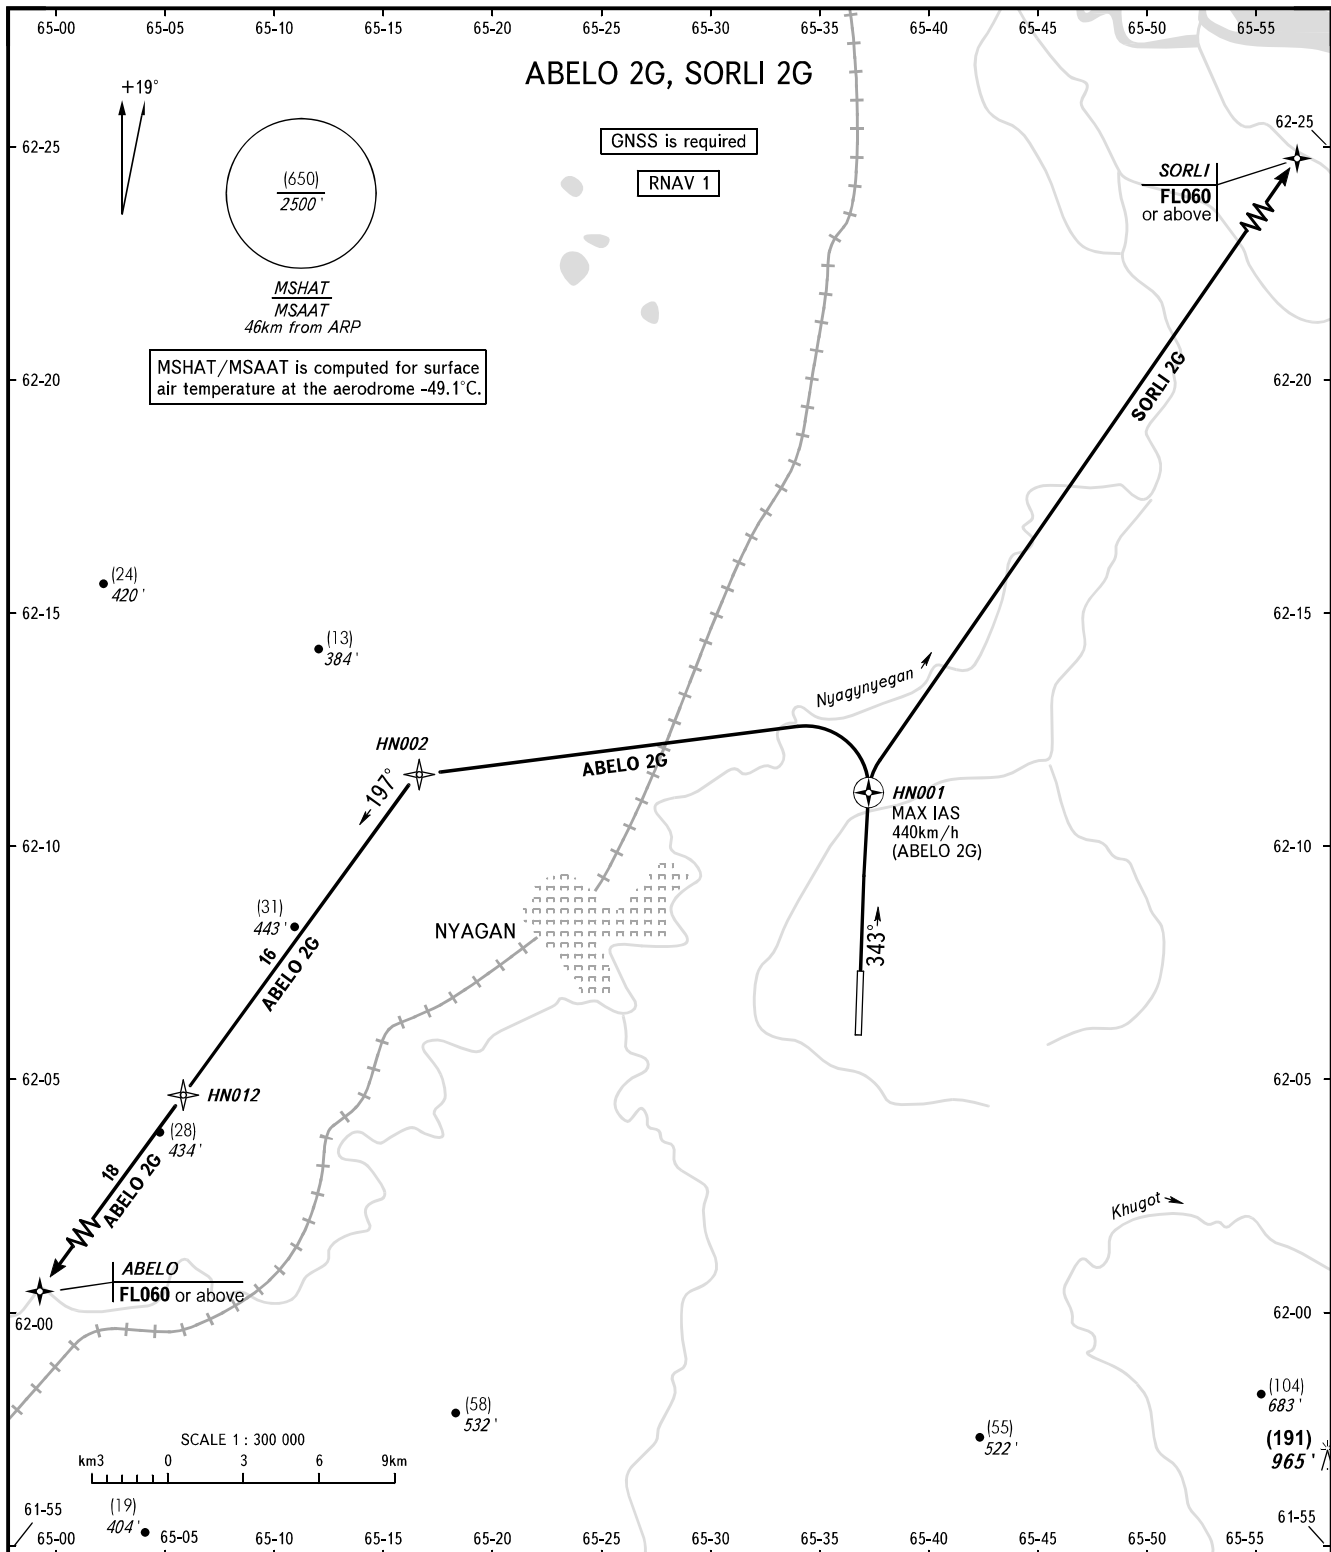 65-00 65-05 65-10 65-15 65-20 65-25 65-30 65-35 65-40 65-45 65-50 65-55
ABELO 2G, SORLI 2G
+19°
GNSS is required
RNAV 1
62-25
62-25
(650)
2500'
SORLI
FL060
or above
MSHAT
MSAAT
46km from ARP
MSHAT/MSAAT is computed for surface
air temperature at the aerodrome -49.1°C.
62-20
62-20
SORLI 2G
(24)
420'
62-15
62-15
(13)
384'
Nyagynyegan
HN002
ABELO 2G
197°
HN001
MAX IAS
440km/h
(ABELO 2G)
62-10
62-10
(31)
443'
16
ABELO 2G
NYAGAN
343°
62-05
62-05
HN012
(28)
434'
18
ABELO 2G
Khugot
ABELO
FL060 or above
62-00
62-00
(104)
683'
(58)
532'
(55)
522'
(191)
965'
SCALE 1 : 300 000
km3 0 3 6 9km
61-55
61-55
(19)
404'
65-00 65-05 65-10 65-15 65-20 65-25 65-30 65-35 65-40 65-45 65-50 65-55